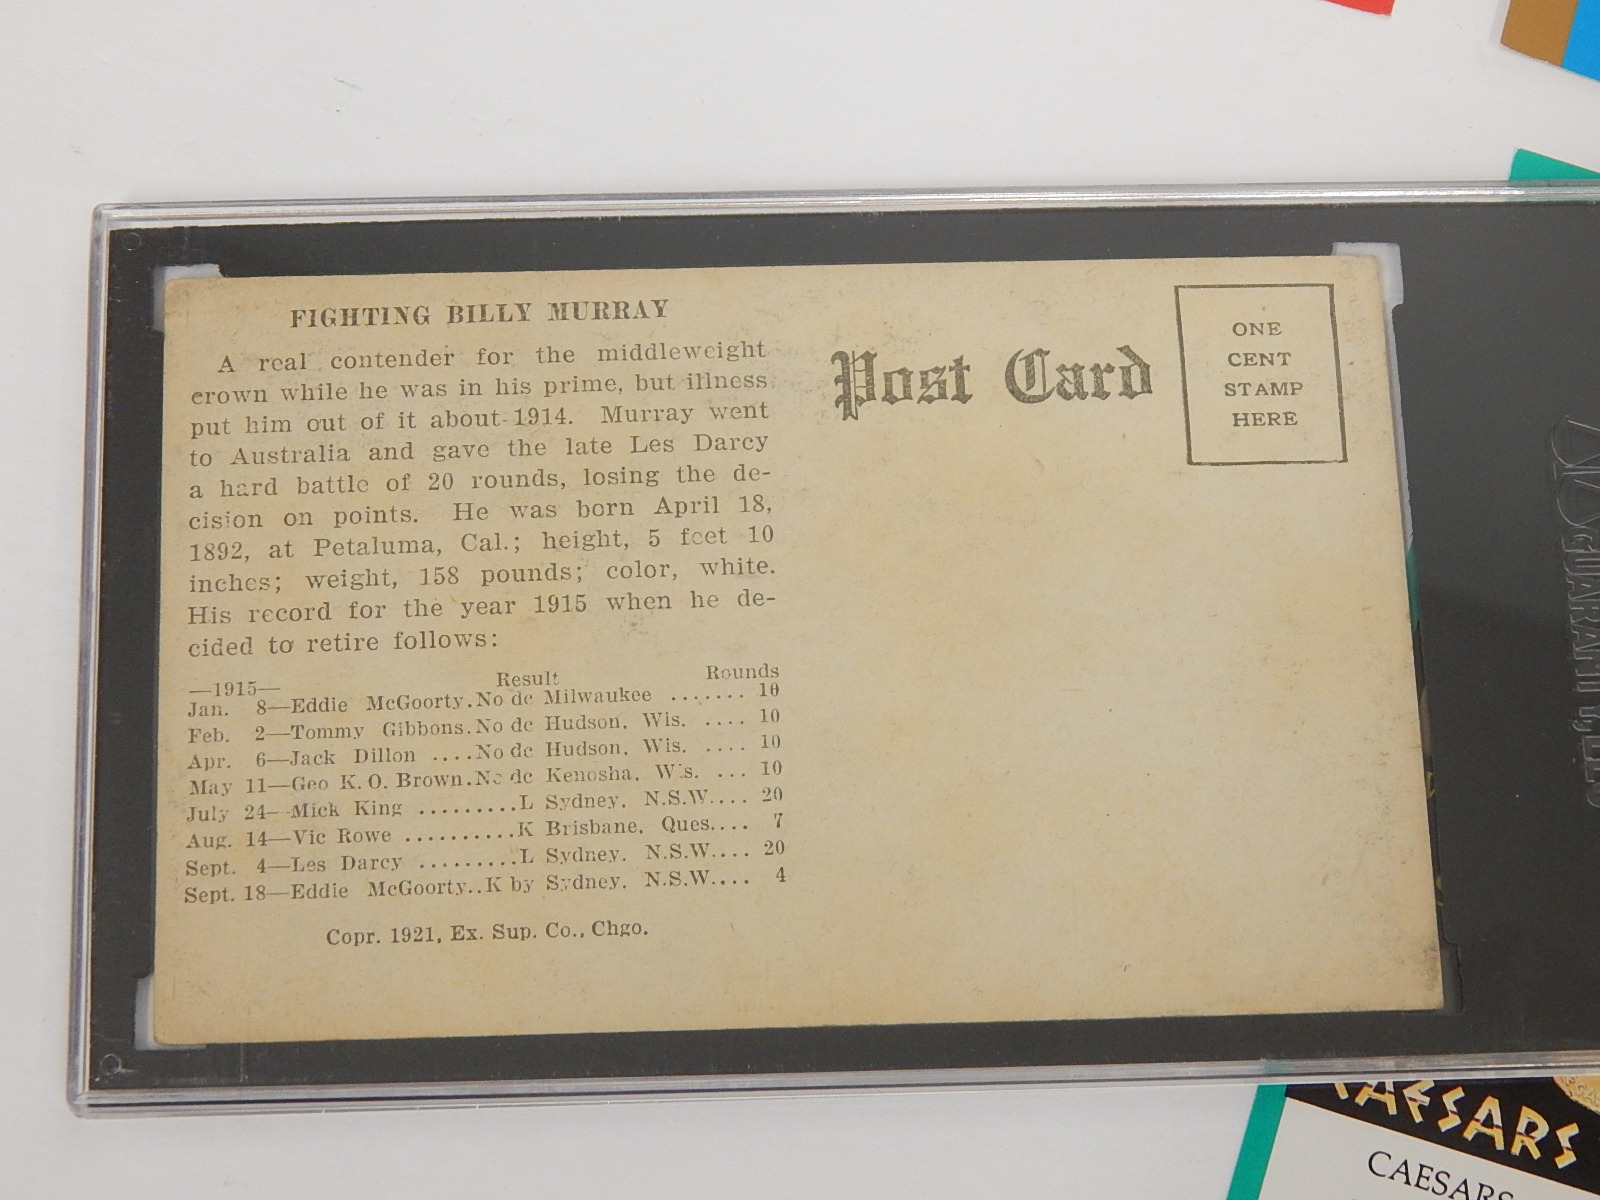 FIGHTING BILLY MURRAY
A real contender for the middleweight
crown while he was in his prime, but illness
put him out of it about 1914. Murray went
to Australia and gave the late Les Darcy
a hard battle of 20 rounds, losing the de-
cision on points. He was born April 18,
1892, at Petaluma, Cal.; height, 5 feet 10
inches; weight, 158 pounds; color, white.
His record for the year 1915 when he de-
cided to retire follows:
—1915— Result Rounds
Jan. 8—Eddie McGoorty.No dc Milwaukee ....... 10
Feb. 2—Tommy Gibbons.No dc Hudson, Wis. .... 10
Apr. 6—Jack Dillon ....No dc Hudson, Wis. .... 10
May 11—Geo K. O. Brown.No dc Kenosha, Wis. ... 10
July 24—Mick King .........L Sydney, N.S.W.... 20
Aug. 14—Vic Rowe ..........K Brisbane, Ques.... 7
Sept. 4—Les Darcy .........L Sydney, N.S.W.... 20
Sept. 18—Eddie McGoorty..K by Sydney, N.S.W.... 4
Copr. 1921, Ex. Sup. Co., Chgo.
Post Card
ONE
CENT
STAMP
HERE
CAESARS
CAESARS